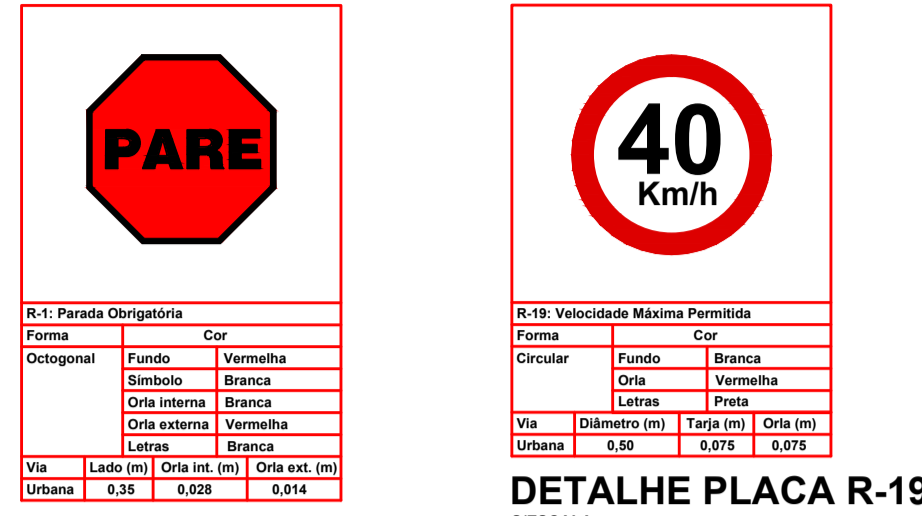 PARE
R-1: Parada Obrigatória
Forma Cor
Octogonal Fundo Vermelha
Símbolo Branca
Orla interna Branca
Orla externa Vermelha
Letras Branca
Via Lado (m) Orla int. (m) Orla ext. (m)
Urbana 0,35 0,028 0,014
40
Km/h
R-19: Velocidade Máxima Permitida
Forma Cor
Circular Fundo Branca
Orla Vermelha
Letras Preta
Via Diâmetro (m) Tarja (m) Orla (m)
Urbana 0,50 0,075 0,075
DETALHE PLACA R-19